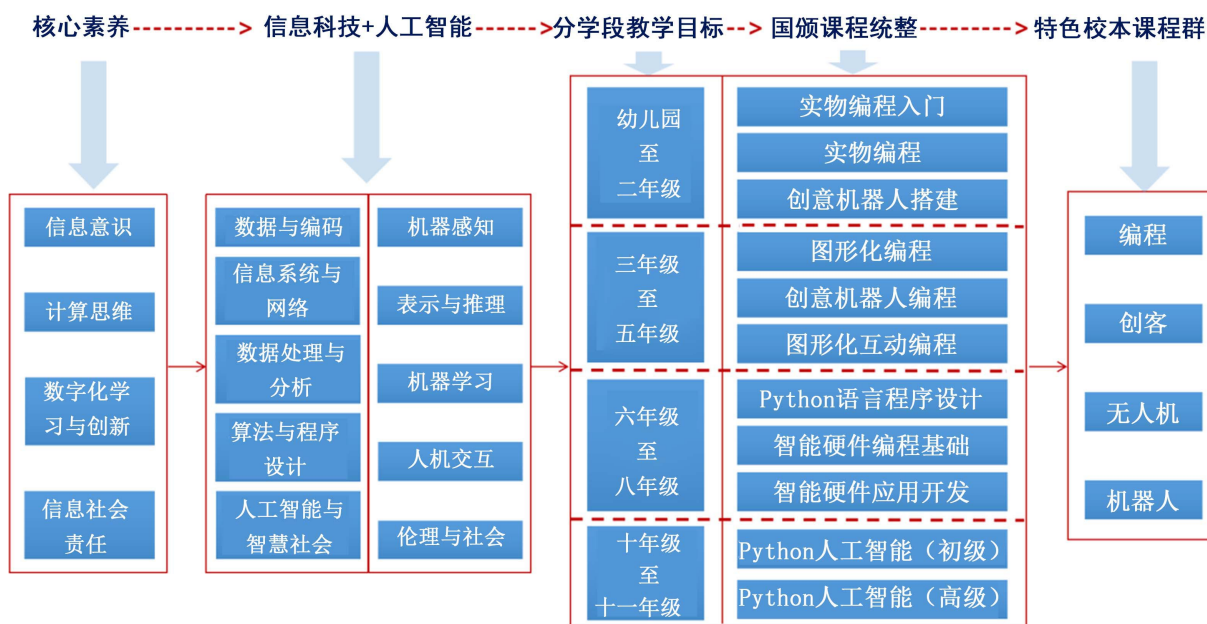 核心素养
信息科技+人工智能
分学段教学目标
国颁课程统整
特色校本课程群
信息意识
计算思维
数字化学
习与创新
信息社会
责任
数据与编码
信息系统与
网络
数据处理与
分析
算法与程序
设计
人工智能与
智慧社会
机器感知
表示与推理
机器学习
人机交互
伦理与社会
幼儿园
至
二年级
三年级
至
五年级
六年级
至
八年级
十年级
至
十一年级
实物编程入门
实物编程
创意机器人搭建
图形化编程
创意机器人编程
图形化互动编程
Python语言程序设计
智能硬件编程基础
智能硬件应用开发
Python人工智能（初级）
Python人工智能（高级）
编程
创客
无人机
机器人